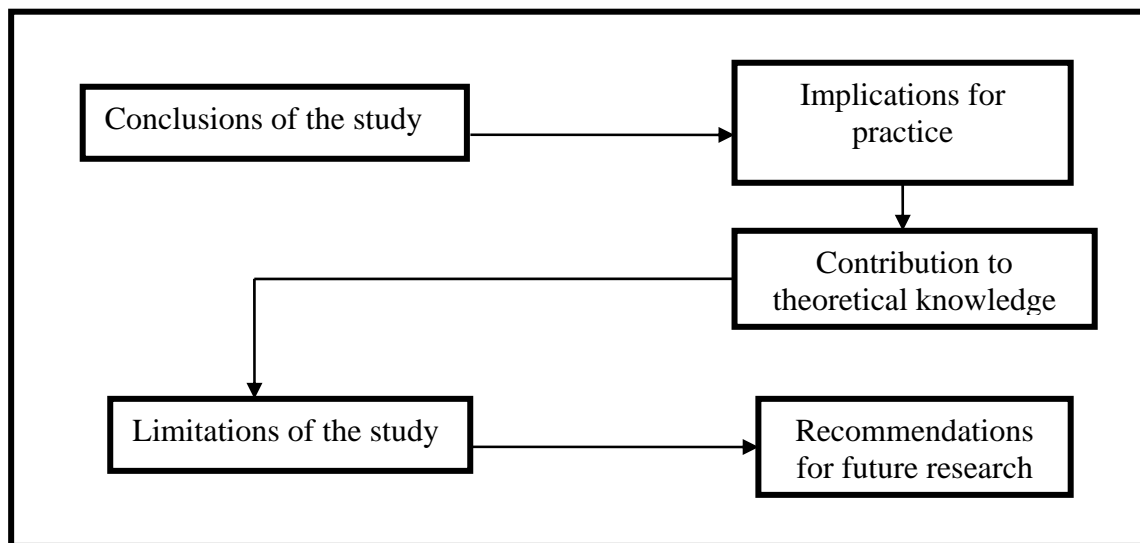 Conclusions of the study
Implications for
practice
Contribution to
theoretical knowledge
Limitations of the study
Recommendations
for future research